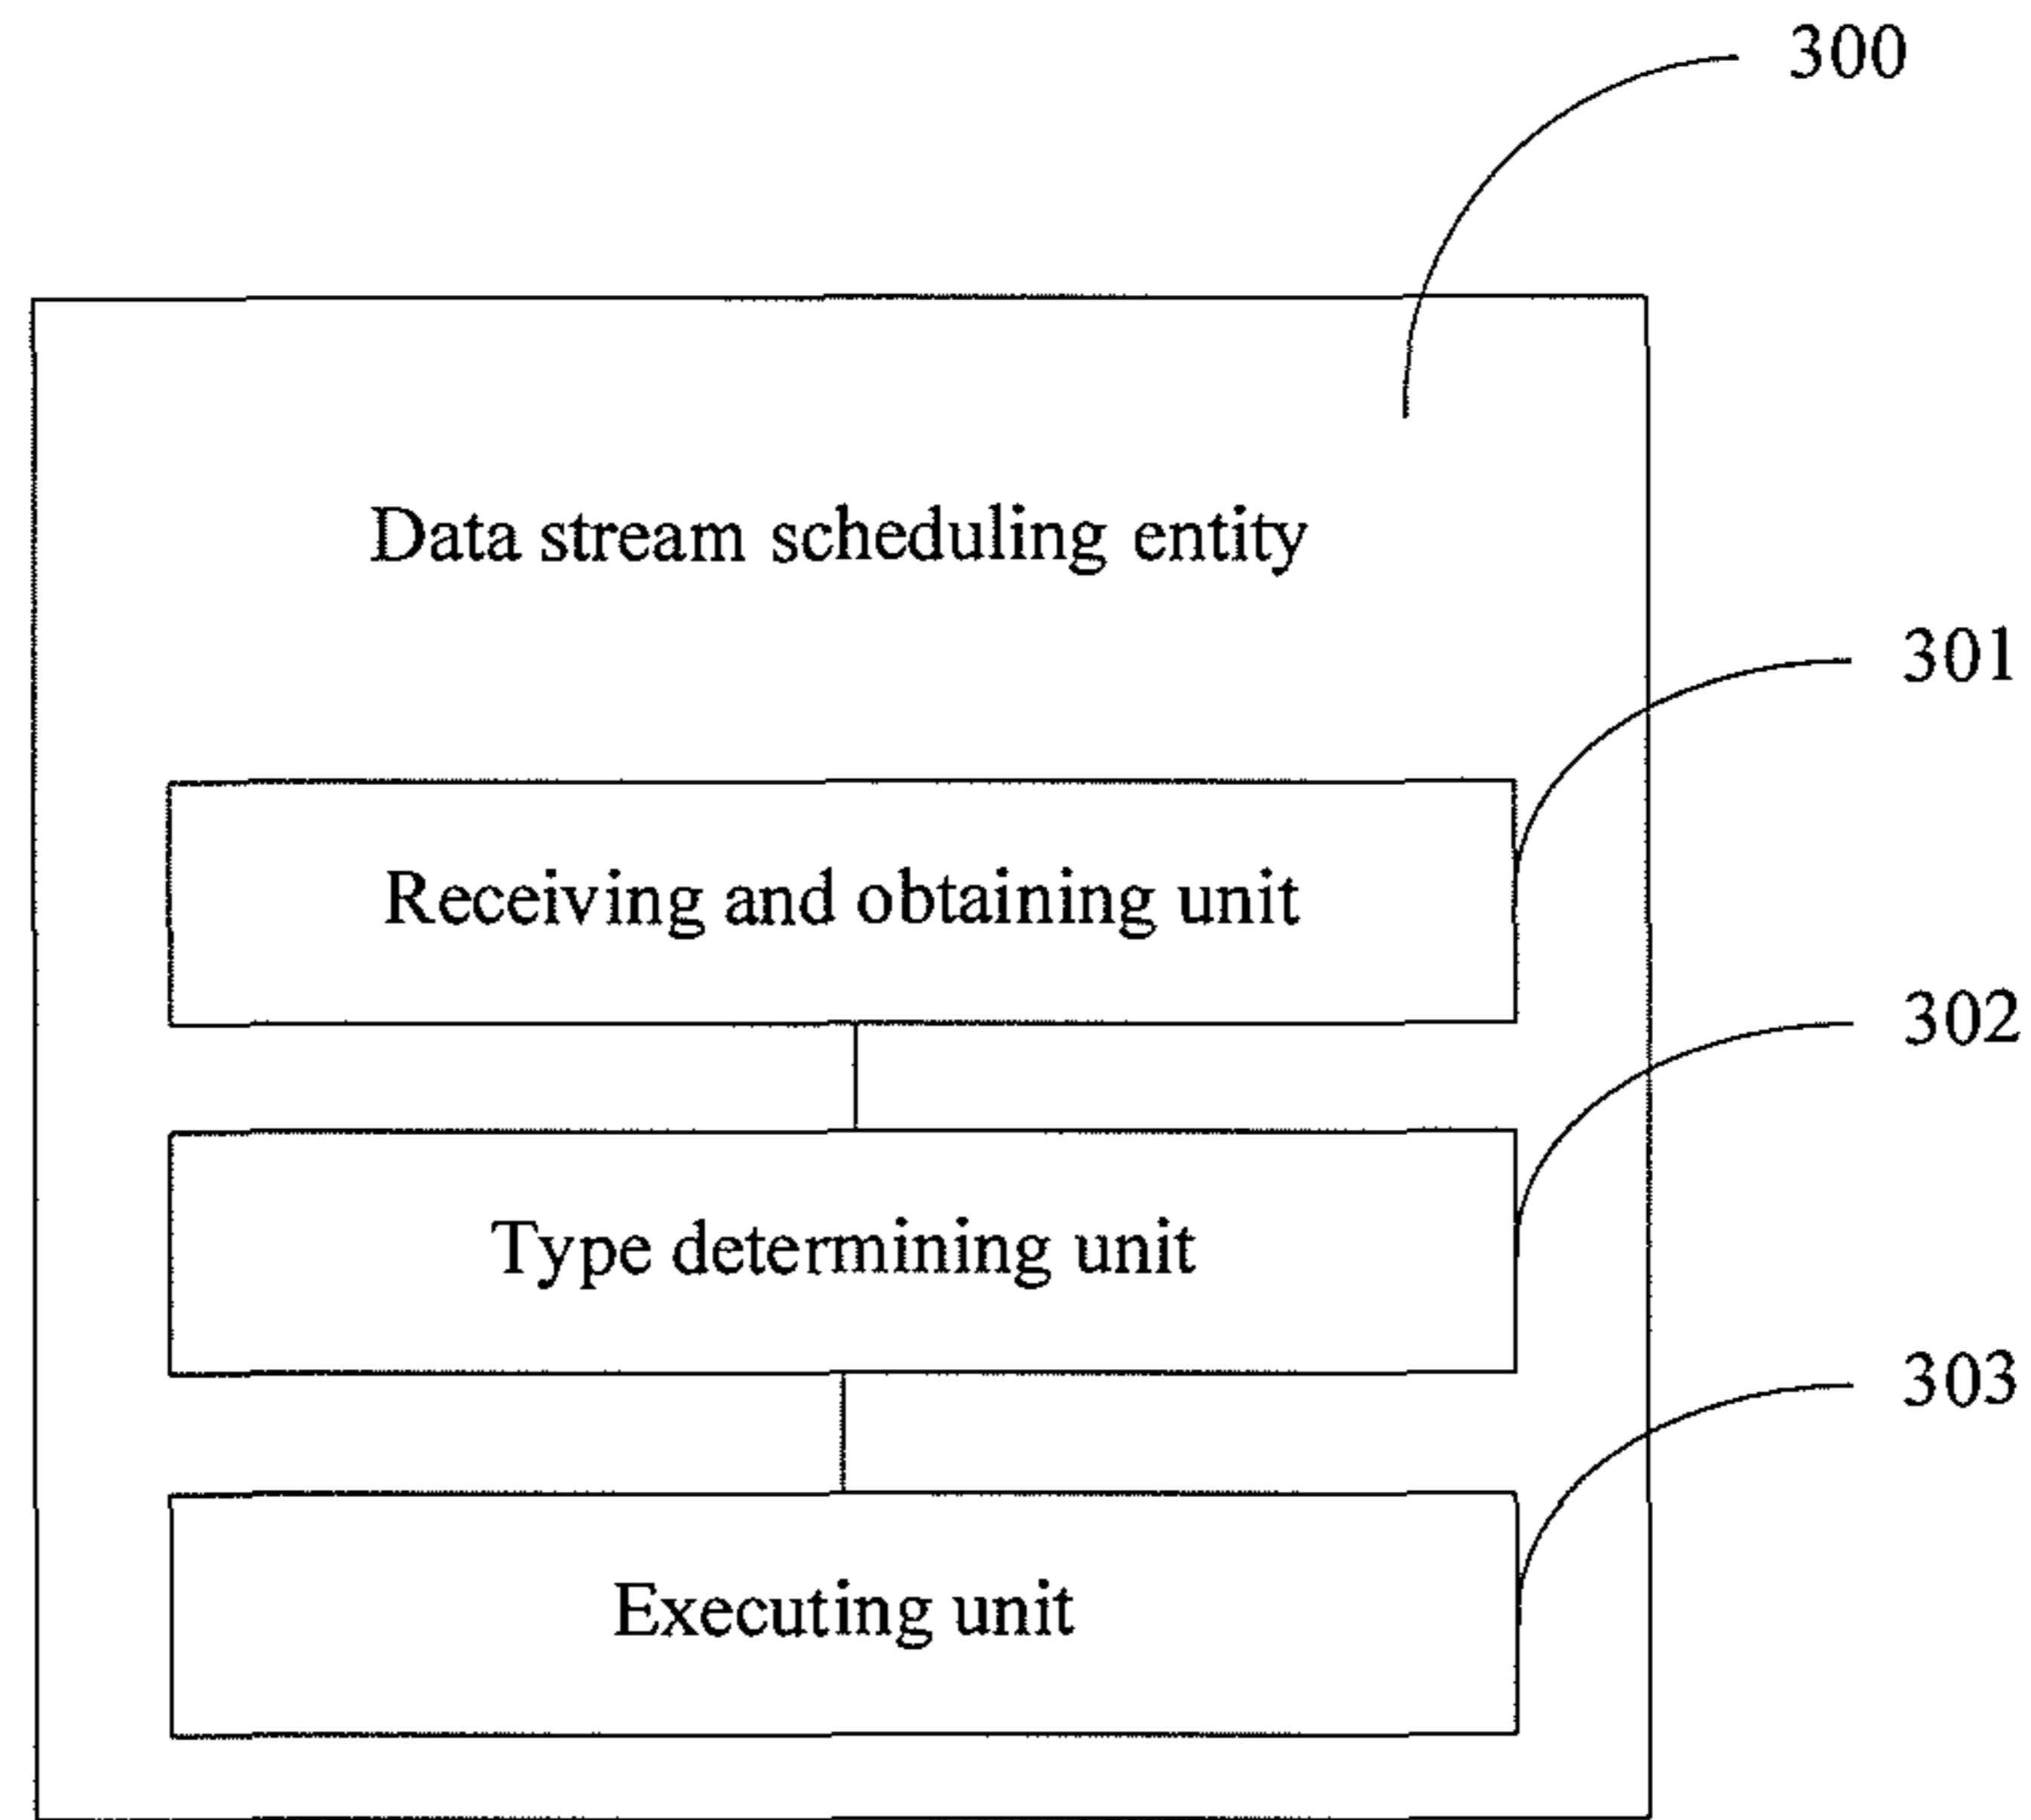 300
Data stream scheduling entity
301
Receiving and obtaining unit
302
Type determining unit
303
Executing unit